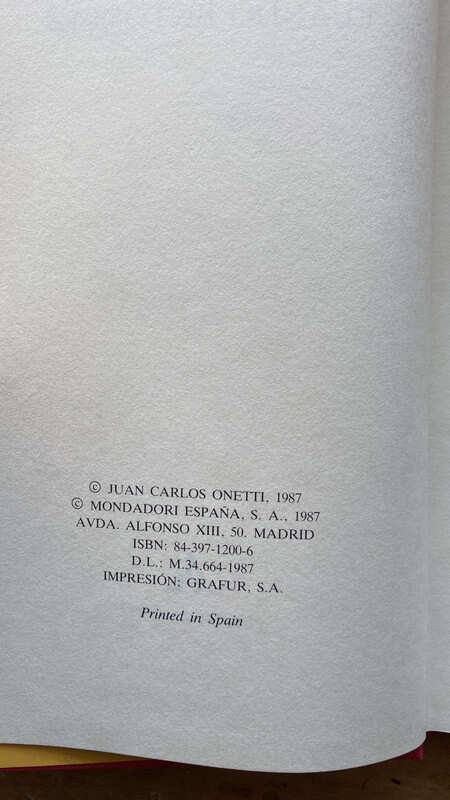 © JUAN CARLOS ONETTI, 1987
© MONDADORI ESPAÑA, S. A., 1987
AVDA. ALFONSO XIII, 50. MADRID
ISBN: 84-397-1200-6
D.L.: M.34.664-1987
IMPRESIÓN: GRAFUR, S.A.
Printed in Spain